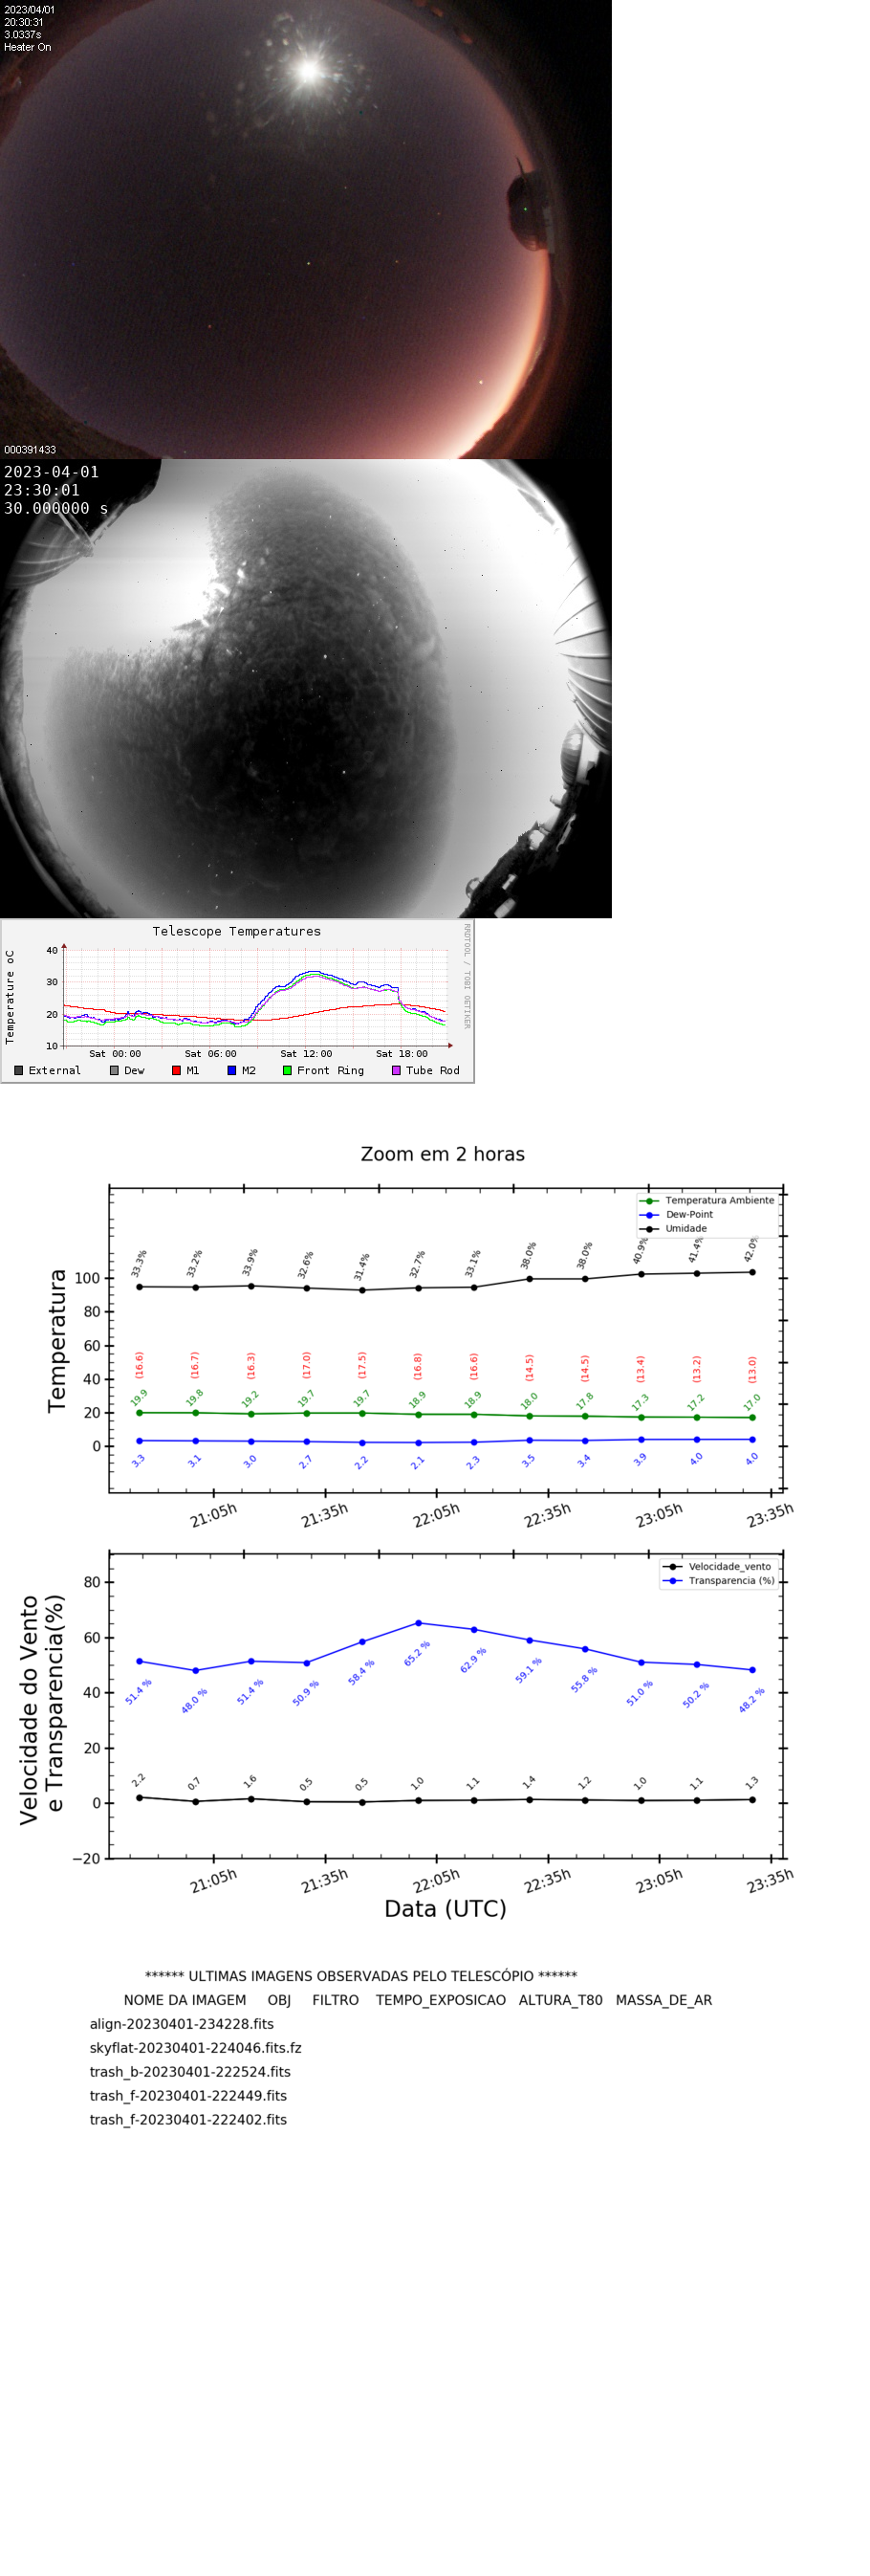 2023/04/01
20:30:31
3.0337s
Heater On
000391433
2023-04-01
23:30:01
30.000000 s
Telescope Temperatures
RRDTOOL / TOBI OETIKER
Temperature oC
40
30
20
10
Sat 00:00 Sat 06:00 Sat 12:00 Sat 18:00
External Dew M1 M2 Front Ring Tube Rod
Zoom em 2 horas
Temperatura Ambiente
Dew-Point
Umidade
Temperatura
100
80
60
40
20
0
33.3% 33.2% 33.9% 32.6% 31.4% 32.7% 33.1% 38.0% 38.0% 40.9% 41.4% 42.0%
(16.6) (16.7) (16.3) (17.0) (17.5) (16.8) (16.6) (14.5) (14.5) (13.4) (13.2) (13.0)
19.9 19.8 19.2 19.7 19.7 18.9 18.9 18.0 17.8 17.3 17.2 17.0
3.3 3.1 3.0 2.7 2.2 2.1 2.3 3.5 3.4 3.9 4.0 4.0
21:05h 21:35h 22:05h 22:35h 23:05h 23:35h
Velocidade_vento
Transparencia (%)
Velocidade do Vento
e Transparencia(%)
80
60
40
20
0
−20
51.4 % 48.0 % 51.4 % 50.9 % 58.4 % 65.2 % 62.9 % 59.1 % 55.8 % 51.0 % 50.2 % 48.2 %
2.2 0.7 1.6 0.5 0.5 1.0 1.1 1.4 1.2 1.0 1.1 1.3
21:05h 21:35h 22:05h 22:35h 23:05h 23:35h
Data (UTC)
****** ULTIMAS IMAGENS OBSERVADAS PELO TELESCÓPIO ******
NOME DA IMAGEM OBJ FILTRO TEMPO_EXPOSICAO ALTURA_T80 MASSA_DE_AR
align-20230401-234228.fits
skyflat-20230401-224046.fits.fz
trash_b-20230401-222524.fits
trash_f-20230401-222449.fits
trash_f-20230401-222402.fits